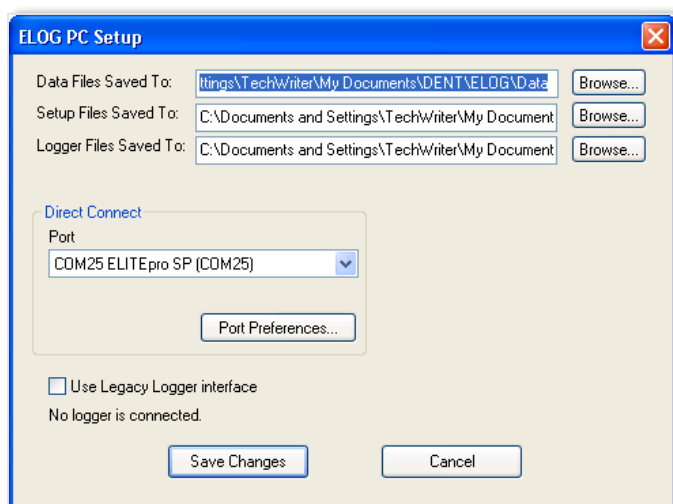 ELOG PC Setup
Data Files Saved To: ttings\TechWriter\My Documents\DENT\ELOG\Data Browse...
Setup Files Saved To: C:\Documents and Settings\TechWriter\My Document Browse...
Logger Files Saved To: C:\Documents and Settings\TechWriter\My Document Browse...
Direct Connect
Port
COM25 ELITEpro SP (COM25)
Port Preferences...
Use Legacy Logger interface
No logger is connected.
Save Changes Cancel